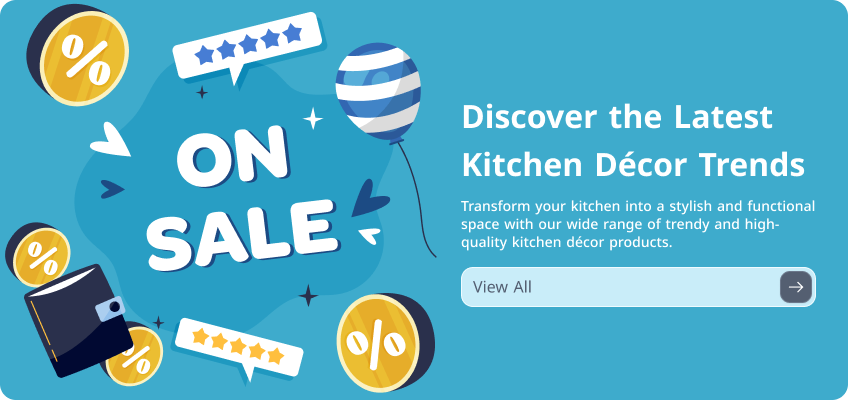 ON
SALE
Discover the Latest
Kitchen Décor Trends
Transform your kitchen into a stylish and functional
space with our wide range of trendy and high-
quality kitchen décor products.
View All
%
%
%
%